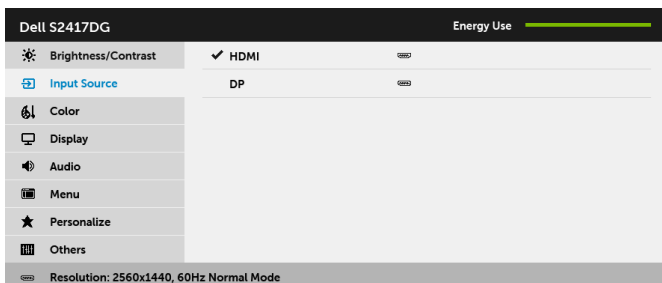 Dell S2417DG Energy Use
Brightness/Contrast
HDMI
Input Source
DP
Color
Display
Audio
Menu
Personalize
Others
Resolution: 2560x1440, 60Hz Normal Mode